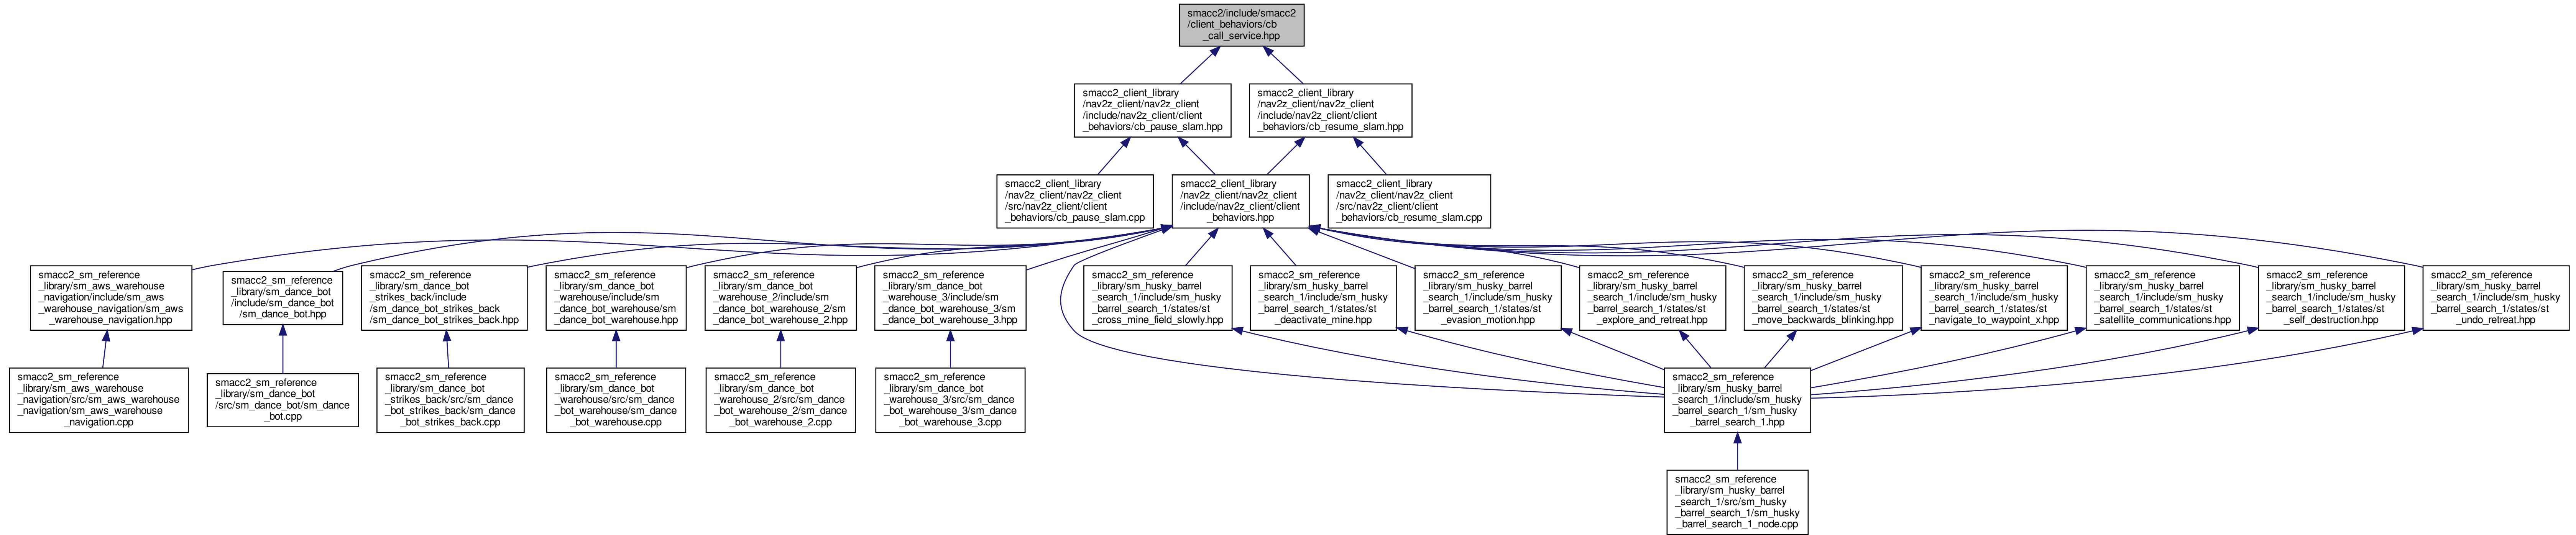 smacc2/include/smacc2
/client_behaviors/cb
_call_service.hpp
smacc2_client_library
/nav2z_client/nav2z_client
/include/nav2z_client/client
_behaviors/cb_pause_slam.hpp
smacc2_client_library
/nav2z_client/nav2z_client
/include/nav2z_client/client
_behaviors/cb_resume_slam.hpp
smacc2_client_library
/nav2z_client/nav2z_client
/src/nav2z_client/client
_behaviors/cb_pause_slam.cpp
smacc2_client_library
/nav2z_client/nav2z_client
/include/nav2z_client/client
_behaviors.hpp
smacc2_client_library
/nav2z_client/nav2z_client
/src/nav2z_client/client
_behaviors/cb_resume_slam.cpp
smacc2_sm_reference
_library/sm_aws_warehouse
_navigation/include/sm_aws
_warehouse_navigation/sm_aws
_warehouse_navigation.hpp
smacc2_sm_reference
_library/sm_dance_bot
/include/sm_dance_bot
/sm_dance_bot.hpp
smacc2_sm_reference
_library/sm_dance_bot
_strikes_back/include
/sm_dance_bot_strikes_back
/sm_dance_bot_strikes_back.hpp
smacc2_sm_reference
_library/sm_dance_bot
_warehouse/include/sm
_dance_bot_warehouse/sm
_dance_bot_warehouse.hpp
smacc2_sm_reference
_library/sm_dance_bot
_warehouse_2/include/sm
_dance_bot_warehouse_2/sm
_dance_bot_warehouse_2.hpp
smacc2_sm_reference
_library/sm_dance_bot
_warehouse_3/include/sm
_dance_bot_warehouse_3/sm
_dance_bot_warehouse_3.hpp
smacc2_sm_reference
_library/sm_husky_barrel
_search_1/include/sm_husky
_barrel_search_1/states/st
_cross_mine_field_slowly.hpp
smacc2_sm_reference
_library/sm_husky_barrel
_search_1/include/sm_husky
_barrel_search_1/states/st
_deactivate_mine.hpp
smacc2_sm_reference
_library/sm_husky_barrel
_search_1/include/sm_husky
_barrel_search_1/states/st
_evasion_motion.hpp
smacc2_sm_reference
_library/sm_husky_barrel
_search_1/include/sm_husky
_barrel_search_1/states/st
_explore_and_retreat.hpp
smacc2_sm_reference
_library/sm_husky_barrel
_search_1/include/sm_husky
_barrel_search_1/states/st
_move_backwards_blinking.hpp
smacc2_sm_reference
_library/sm_husky_barrel
_search_1/include/sm_husky
_barrel_search_1/states/st
_navigate_to_waypoint_x.hpp
smacc2_sm_reference
_library/sm_husky_barrel
_search_1/include/sm_husky
_barrel_search_1/states/st
_satellite_communications.hpp
smacc2_sm_reference
_library/sm_husky_barrel
_search_1/include/sm_husky
_barrel_search_1/states/st
_self_destruction.hpp
smacc2_sm_reference
_library/sm_husky_barrel
_search_1/include/sm_husky
_barrel_search_1/states/st
_undo_retreat.hpp
smacc2_sm_reference
_library/sm_aws_warehouse
_navigation/src/sm_aws_warehouse
_navigation/sm_aws_warehouse
_navigation.cpp
smacc2_sm_reference
_library/sm_dance_bot
/src/sm_dance_bot/sm_dance
_bot.cpp
smacc2_sm_reference
_library/sm_dance_bot
_strikes_back/src/sm_dance
_bot_strikes_back/sm_dance
_bot_strikes_back.cpp
smacc2_sm_reference
_library/sm_dance_bot
_warehouse/src/sm_dance
_bot_warehouse/sm_dance
_bot_warehouse.cpp
smacc2_sm_reference
_library/sm_dance_bot
_warehouse_2/src/sm_dance
_bot_warehouse_2/sm_dance
_bot_warehouse_2.cpp
smacc2_sm_reference
_library/sm_dance_bot
_warehouse_3/src/sm_dance
_bot_warehouse_3/sm_dance
_bot_warehouse_3.cpp
smacc2_sm_reference
_library/sm_husky_barrel
_search_1/include/sm_husky
_barrel_search_1/sm_husky
_barrel_search_1.hpp
smacc2_sm_reference
_library/sm_husky_barrel
_search_1/src/sm_husky
_barrel_search_1/sm_husky
_barrel_search_1_node.cpp